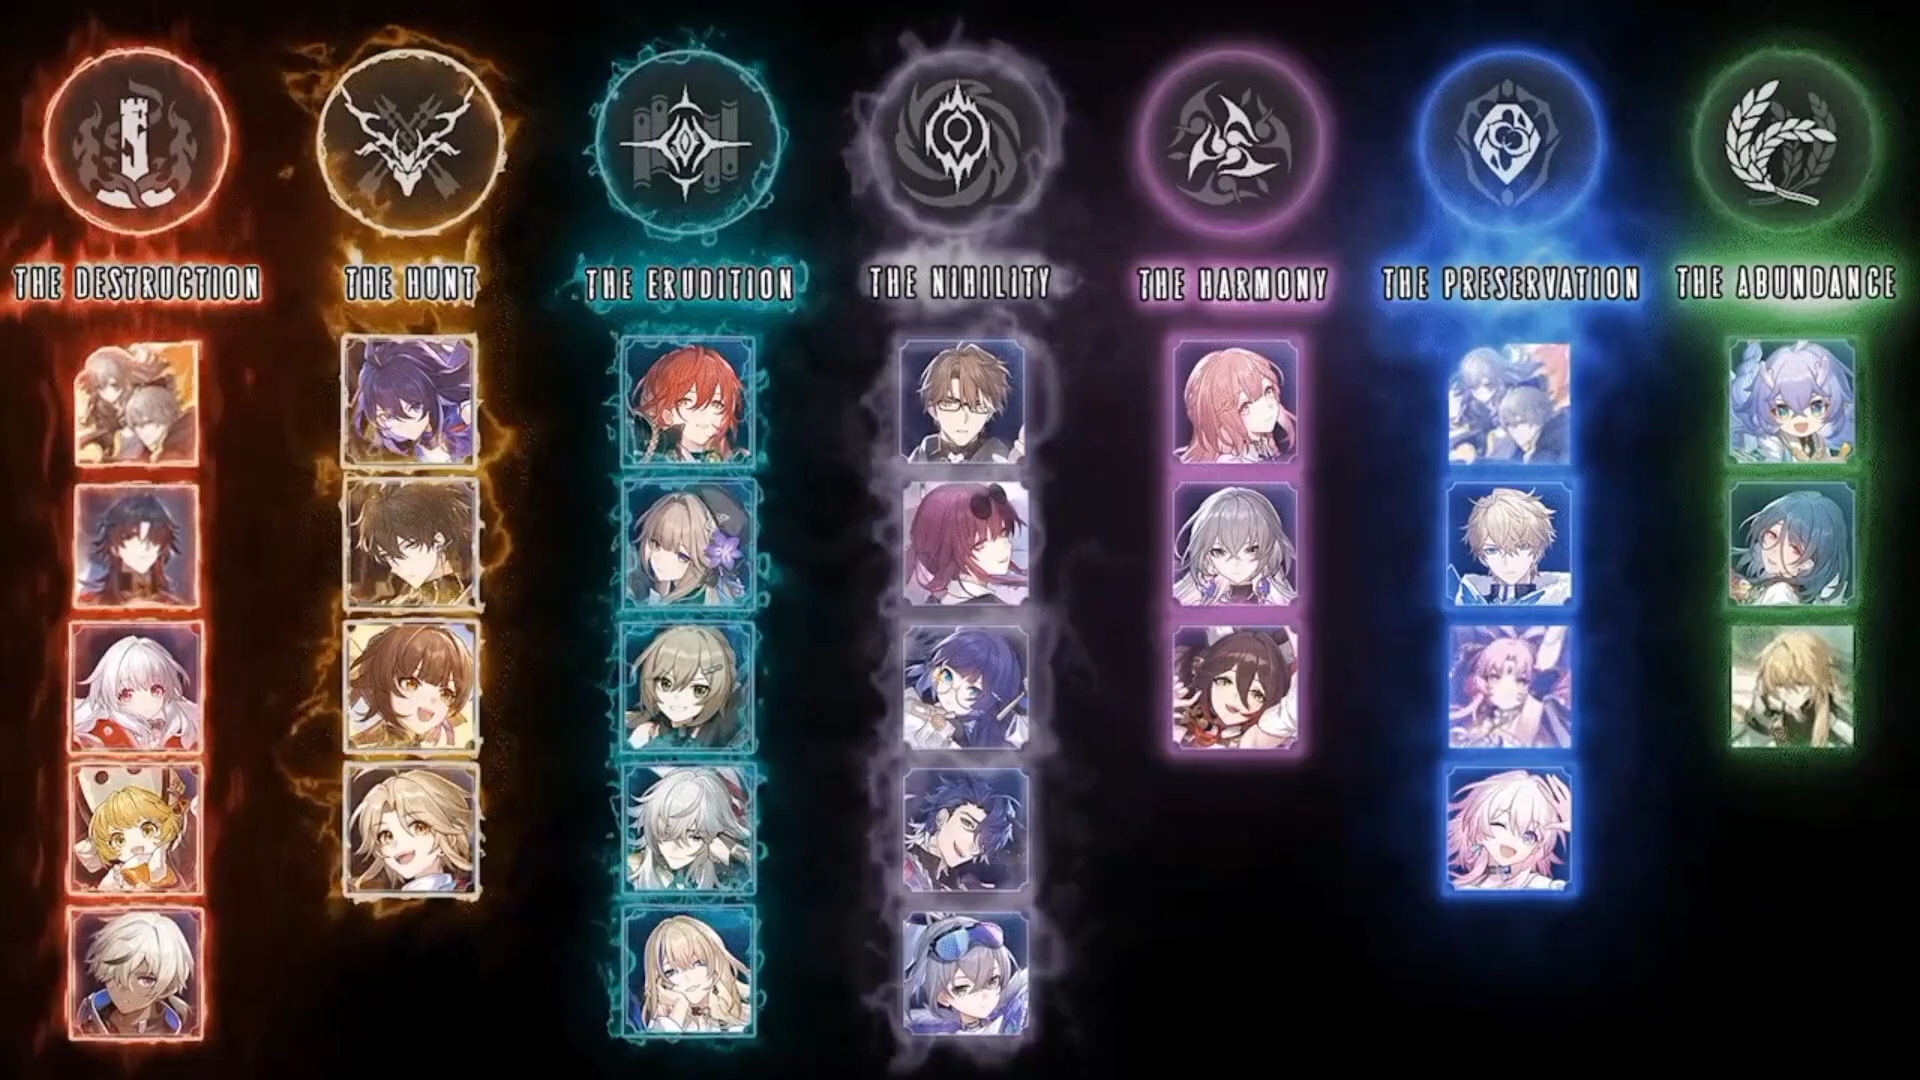 THE DESTRUCTION
THE HUNT
THE ERUDITION
THE NIHILITY
THE HARMONY
THE PRESERVATION
THE ABUNDANCE